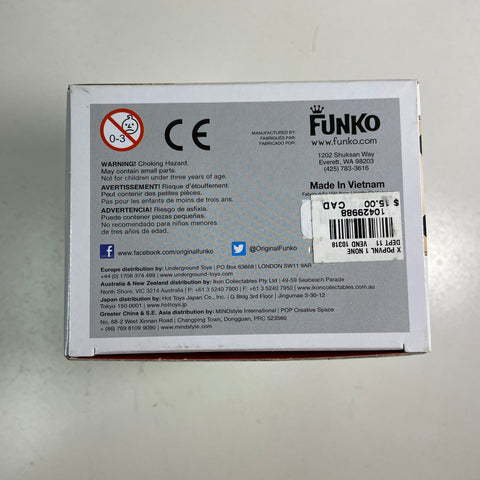 0-3
CE
MANUFACTURED BY:
FABRIQUÉS PAR:
FABRICADO POR:
FUNKO
www.funko.com
1202 Shuksan Way
Everett, WA 98203
(425) 783-3616
WARNING! Choking Hazard.
May contain small parts.
Not for children under three years of age.
AVERTISSEMENT! Risque d'étouffement.
Peut contenir des petites pièces.
Pas pour les enfants de moins de trois ans.
ADVERTENCIA! Riesgo de asfixie.
Puede contener piezas pequeñas.
No recomendado para niños menores
de tres años de edad.
Made In Vietnam
X POPVNL 1 NONE
DEPT 11 TENA 10318
10429988
$ 15.00 CAD
www.facebook.com/originalfunko
@OriginalFunko
Europe distribution by: Underground Toys | PO Box 63668 | LONDON SW11 9AR
+44 (0) 1708 374 469 | www.underground-toys.com
Australia & New Zealand distribution by: Ikon Collectables Pty Ltd | 49-59 Seabeach Parade
North Shore, VIC 3214 Australia | P: +61 3 5240 7900 | F: +61 3 5240 7950 | www.ikoncollectables.com.au
Japan distribution by: Hot Toys Japan Co., Inc. | G Bldg 3rd Floor | Jingumae 3-30-12
Tokyo 150-0001 | www.hottoys.jp
Greater China & S.E. Asia distribution by: MINDstyle International | POP Creative Space
No. 68-2 West Xinnan Road | Changping Town, Dongguan, PRC 523560
+ (86) 769 8106 9090 | www.mINDstyle.com